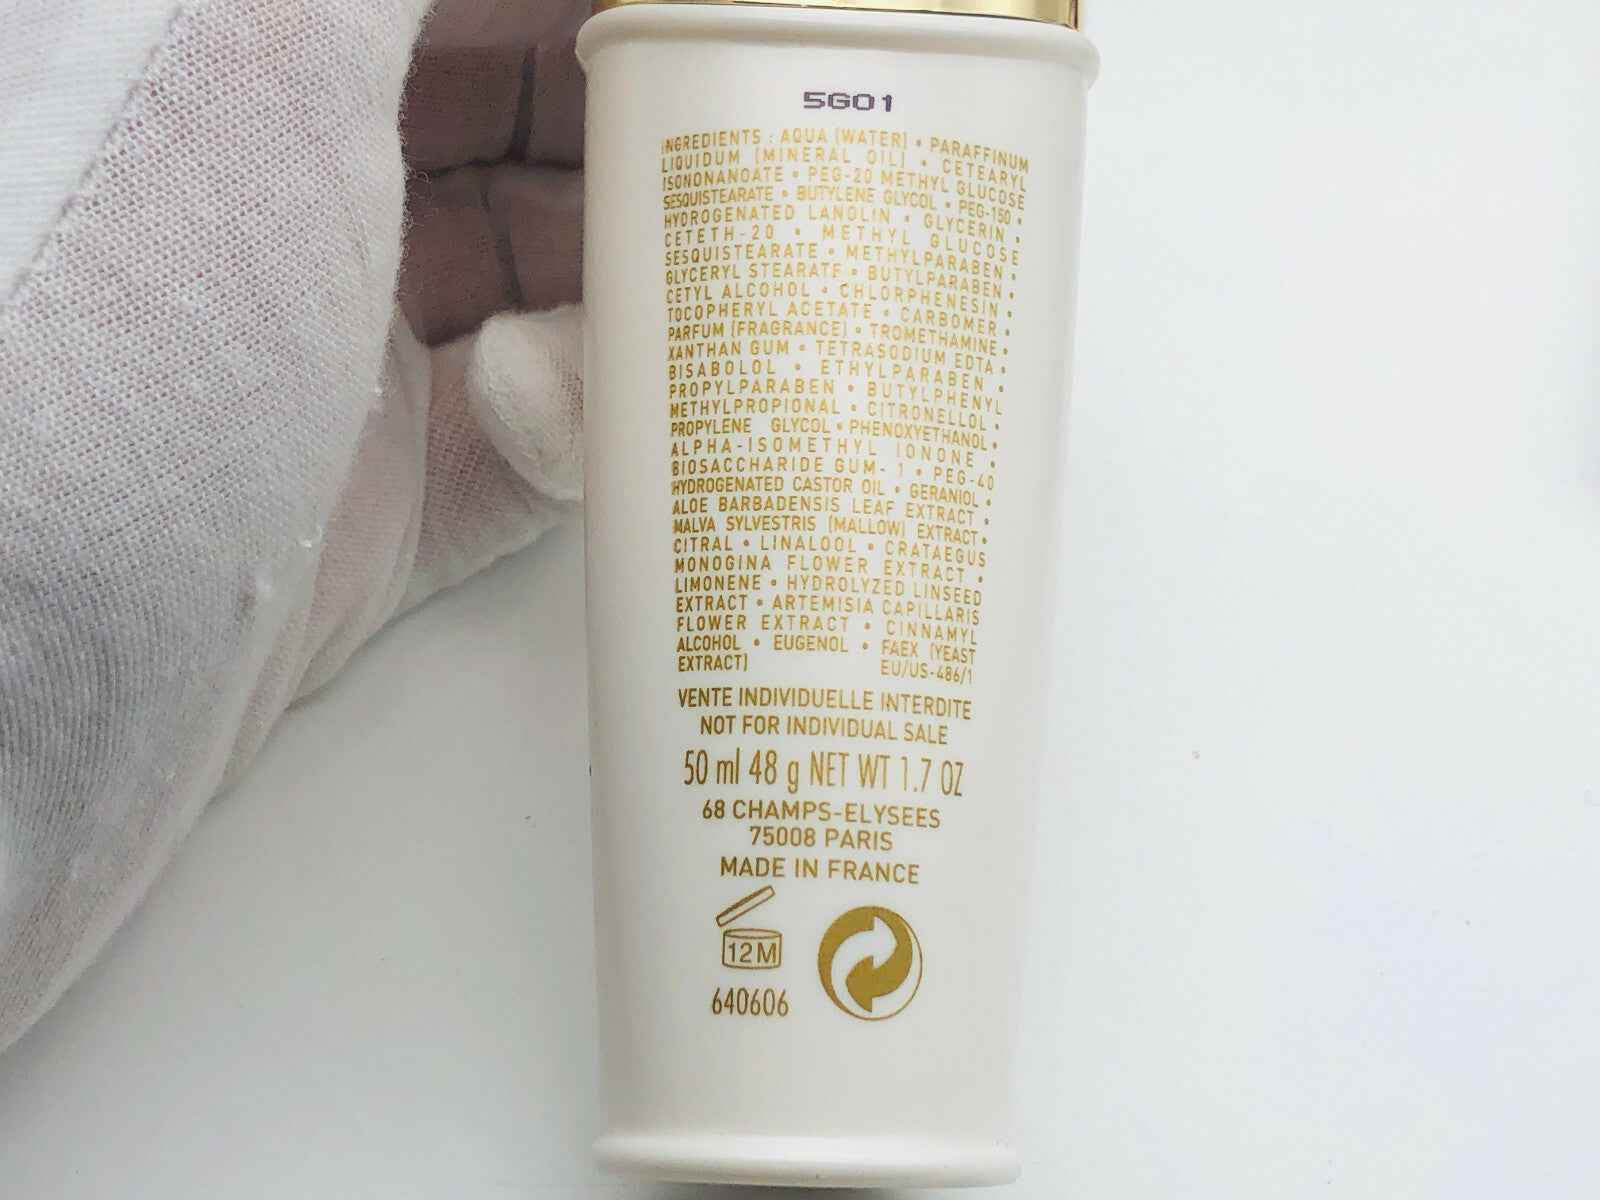 5G01
INGREDIENTS : AQUA (WATER) • PARAFFINUM
LIQUIDUM (MINERAL OIL) • CETEARYL
ISONONANOATE • PEG-20 METHYL GLUCOSE
SESQUISTEARATE • BUTYLENE GLYCOL • PEG-150 •
HYDROGENATED LANOLIN • GLYCERIN •
CETETH-20 • METHYL GLUCOSE
SESQUISTEARATE • METHYLPARABEN •
GLYCERYL STEARATE • BUTYLPARABEN •
CETYL ALCOHOL • CHLORPHENESIN •
TOCOPHERYL ACETATE • CARBOMER •
PARFUM (FRAGRANCE) • TROMETHAMINE •
XANTHAN GUM • TETRASODIUM EDTA •
BISABOLOL • ETHYLPARABEN •
PROPYLPARABEN • BUTYLPHENYL
METHYLPROPIONAL • CITRONELLOL •
PROPYLENE GLYCOL • PHENOXYETHANOL •
ALPHA-ISOMETHYL IONONE •
BIOSACCHARIDE GUM- 1 • PEG-40
HYDROGENATED CASTOR OIL • GERANIOL •
ALOE BARBADENSIS LEAF EXTRACT •
MALVA SYLVESTRIS (MALLOW) EXTRACT •
CITRAL • LINALOOL • CRATAEGUS
MONOGINA FLOWER EXTRACT •
LIMONENE • HYDROLYZED LINSEED
EXTRACT • ARTEMISIA CAPILLARIS
FLOWER EXTRACT • CINNAMYL
ALCOHOL • EUGENOL • FAEX (YEAST
EXTRACT) EU/US-486/1
VENTE INDIVIDUELLE INTERDITE
NOT FOR INDIVIDUAL SALE
50 ml 48 g NET WT 1.7 OZ
68 CHAMPS-ELYSEES
75008 PARIS
MADE IN FRANCE
12M
640606